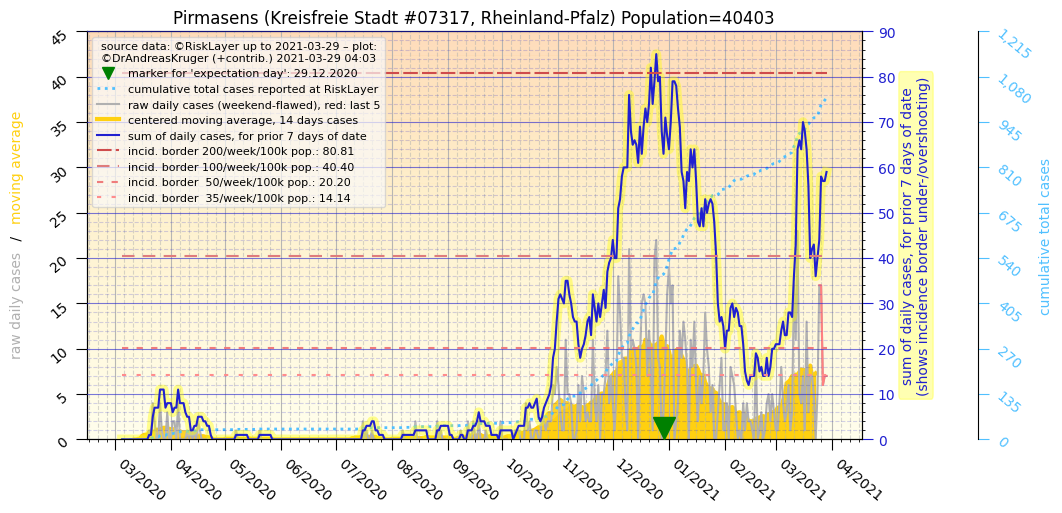 Pirmasens (Kreisfreie Stadt #07317, Rheinland-Pfalz) Population=40403
source data: ©RiskLayer up to 2021-03-29 – plot:
©DrAndreasKruger (+contrib.) 2021-03-29 04:03
marker for 'expectation day': 29.12.2020
cumulative total cases reported at RiskLayer
raw daily cases (weekend-flawed), red: last 5
centered moving average, 14 days cases
sum of daily cases, for prior 7 days of date
incid. border 200/week/100k pop.: 80.81
incid. border 100/week/100k pop.: 40.40
incid. border  50/week/100k pop.: 20.20
incid. border  35/week/100k pop.: 14.14
raw daily cases / moving average
45
40
35
30
25
20
15
10
5
0
03/2020
04/2020
05/2020
06/2020
07/2020
08/2020
09/2020
10/2020
11/2020
12/2020
01/2021
02/2021
03/2021
04/2021
90
80
70
60
50
40
30
20
10
0
sum of daily cases, for prior 7 days of date
(shows incidence border under-/overshooting)
1,215
1,080
945
810
675
540
405
270
135
0
cumulative total cases